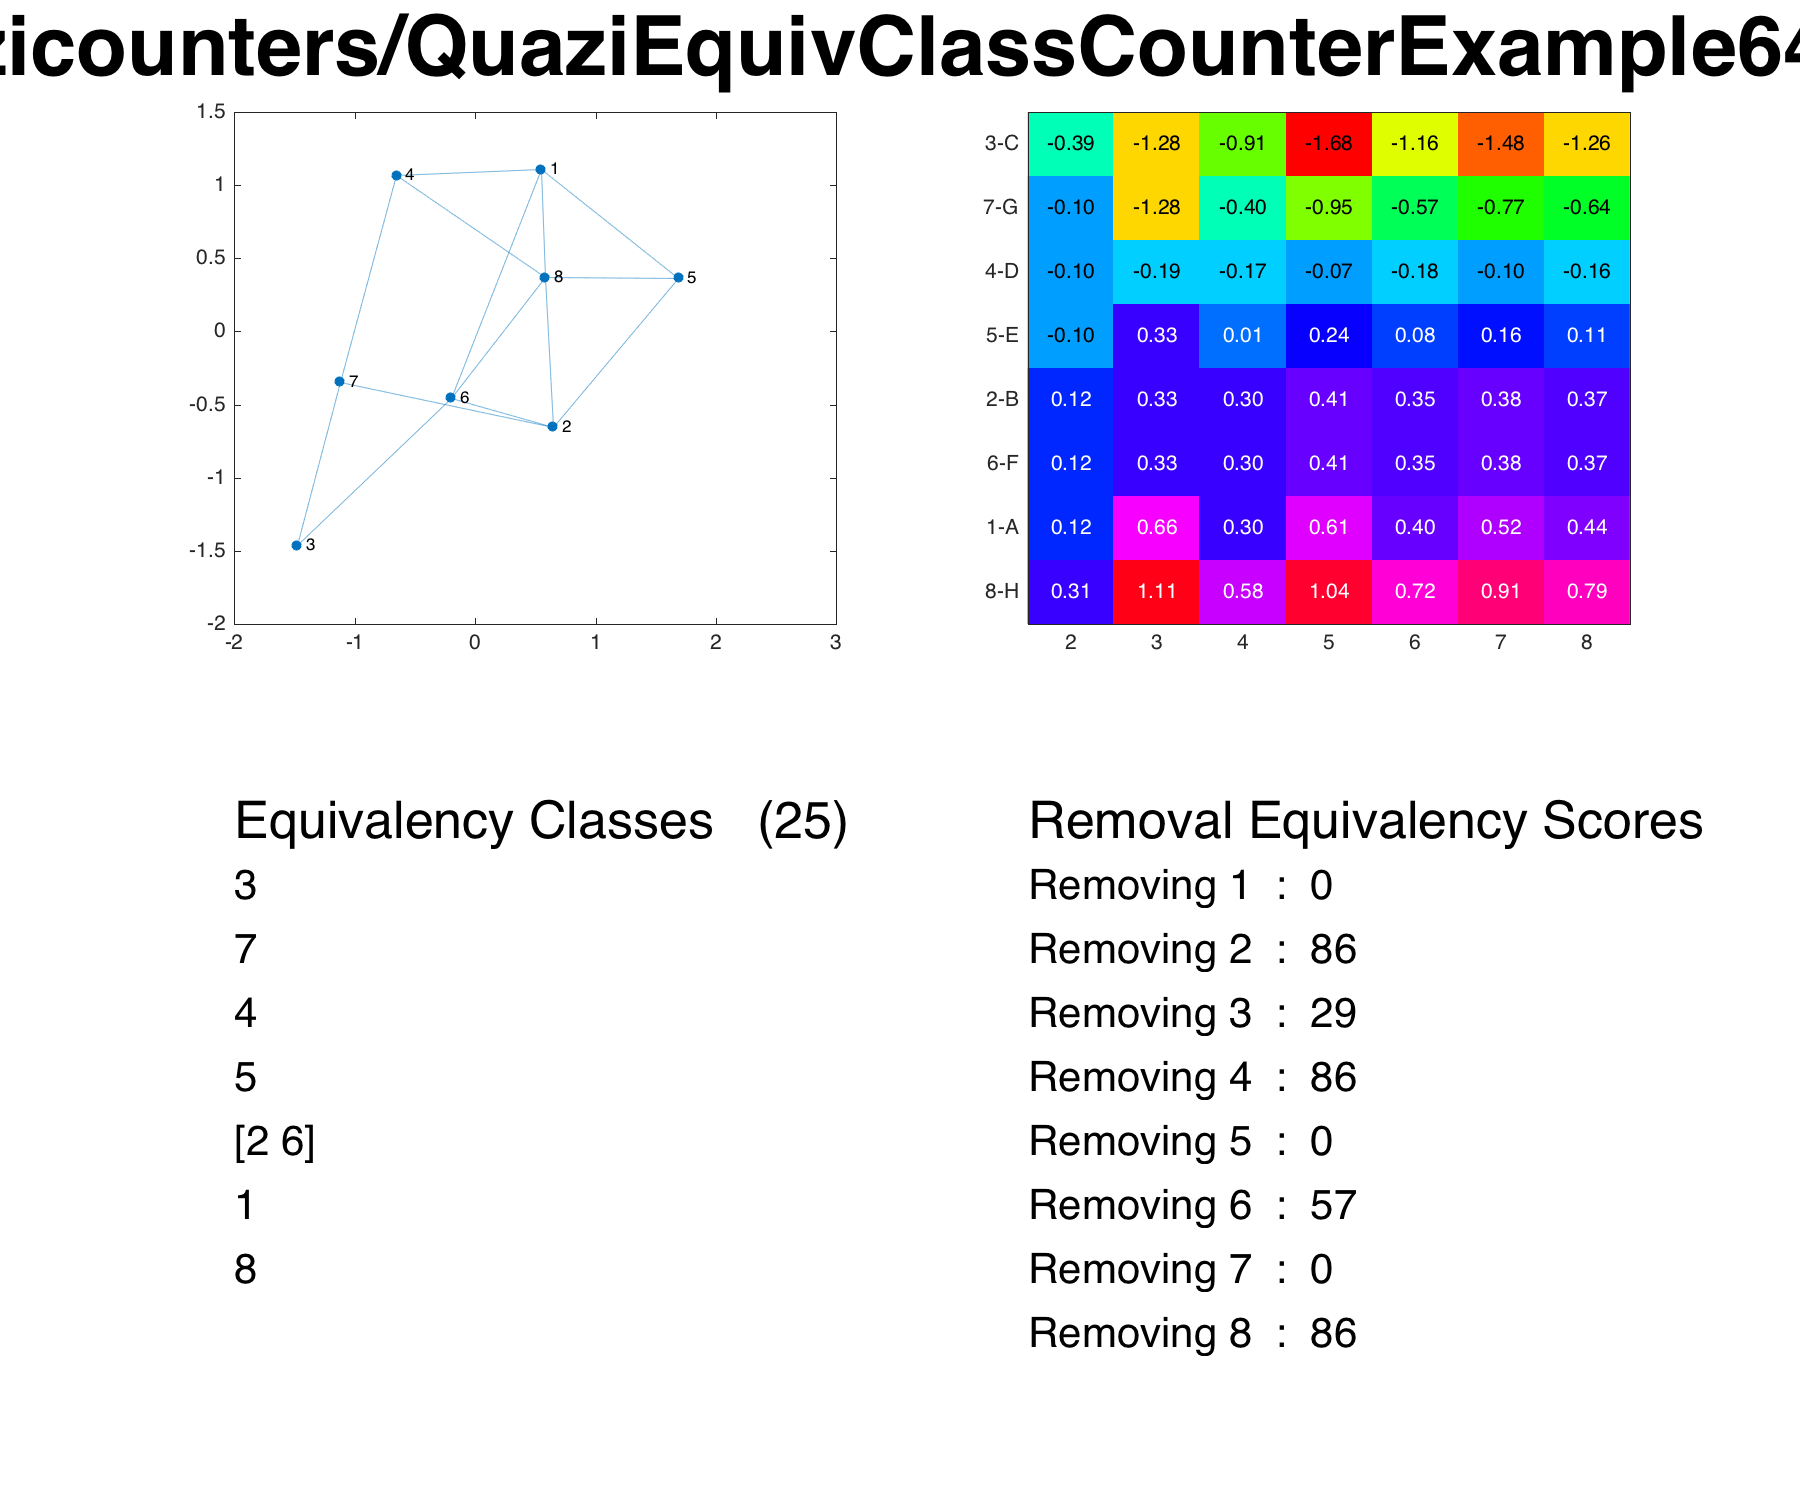 zicounters/QuaziEquivClassCounterExample64
1.5
1
0.5
0
-0.5
-1
-1.5
-2
-2 -1 0 1 2 3
4
1
8
5
7
6
2
3
3-C -0.39 -1.28 -0.91 -1.68 -1.16 -1.48 -1.26
7-G -0.10 -1.28 -0.40 -0.95 -0.57 -0.77 -0.64
4-D -0.10 -0.19 -0.17 -0.07 -0.18 -0.10 -0.16
5-E -0.10 0.33 0.01 0.24 0.08 0.16 0.11
2-B 0.12 0.33 0.30 0.41 0.35 0.38 0.37
6-F 0.12 0.33 0.30 0.41 0.35 0.38 0.37
1-A 0.12 0.66 0.30 0.61 0.40 0.52 0.44
8-H 0.31 1.11 0.58 1.04 0.72 0.91 0.79
2 3 4 5 6 7 8
Equivalency Classes (25)
3
7
4
5
[2 6]
1
8
Removal Equivalency Scores
Removing 1 : 0
Removing 2 : 86
Removing 3 : 29
Removing 4 : 86
Removing 5 : 0
Removing 6 : 57
Removing 7 : 0
Removing 8 : 86